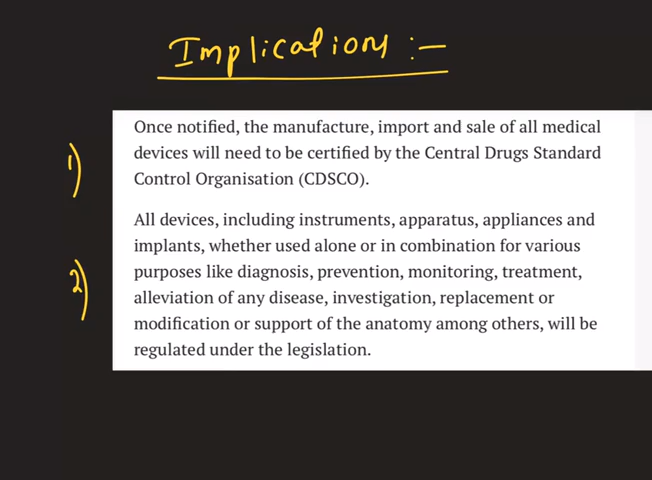 Implications :-
1)
Once notified, the manufacture, import and sale of all medical
devices will need to be certified by the Central Drugs Standard
Control Organisation (CDSCO).
2)
All devices, including instruments, apparatus, appliances and
implants, whether used alone or in combination for various
purposes like diagnosis, prevention, monitoring, treatment,
alleviation of any disease, investigation, replacement or
modification or support of the anatomy among others, will be
regulated under the legislation.